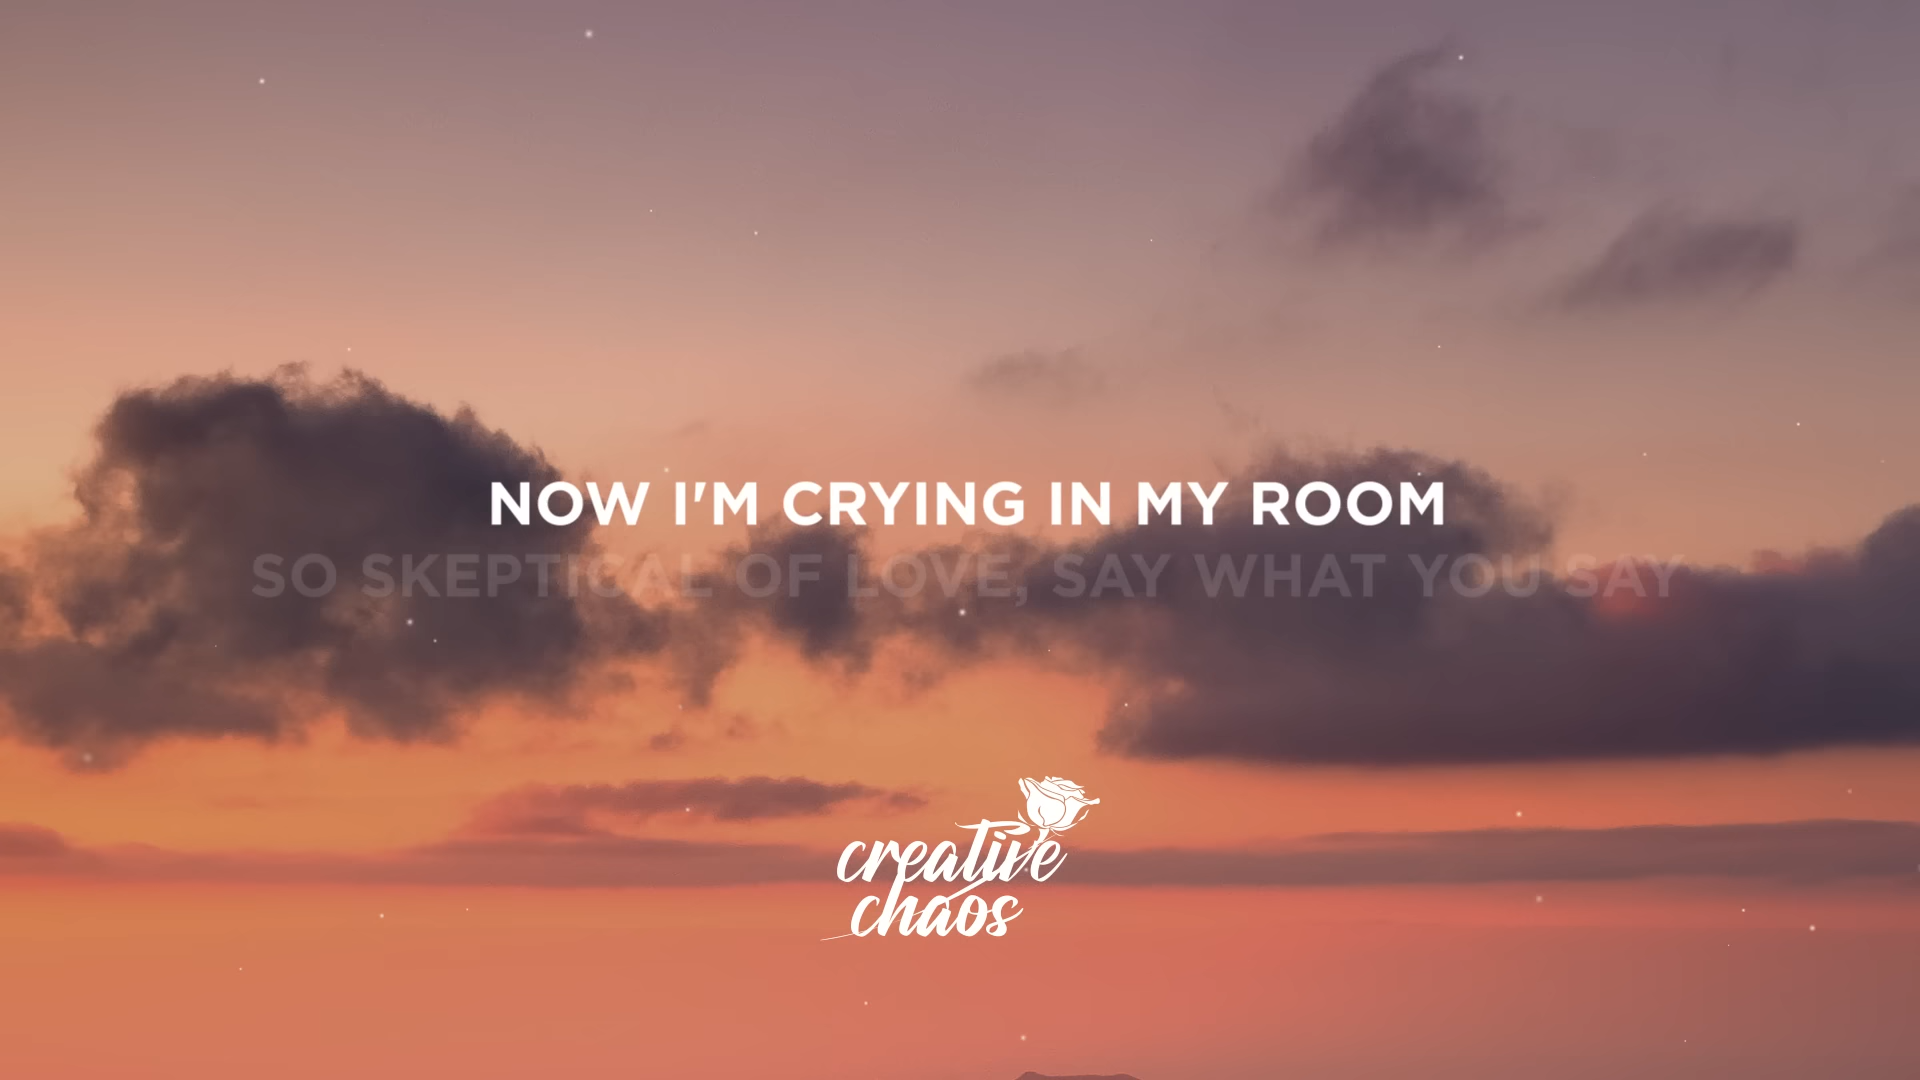 NOW I'M CRYING IN MY ROOM
SO SKEPTICAL OF LOVE, SAY WHAT YOU SAY
creative
chaos